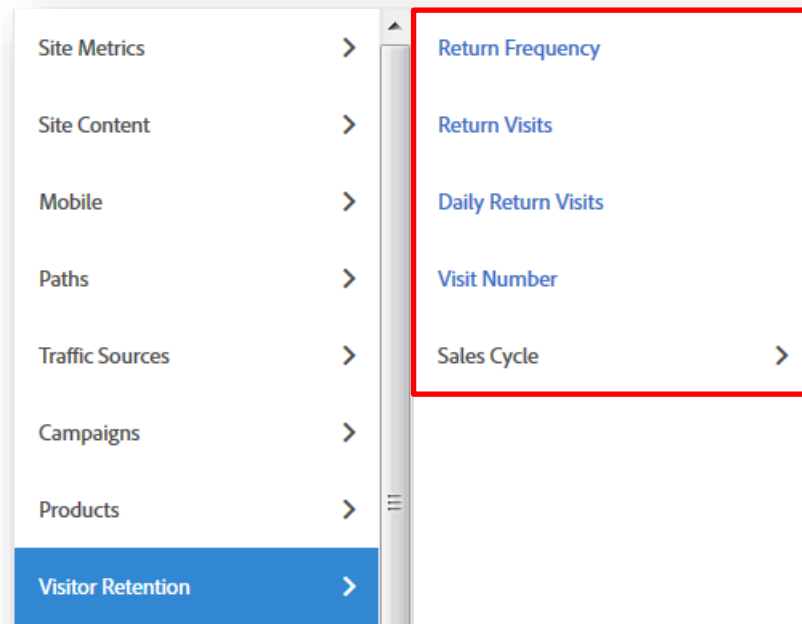 Site Metrics
Site Content
Mobile
Paths
Traffic Sources
Campaigns
Products
Visitor Retention
Return Frequency
Return Visits
Daily Return Visits
Visit Number
Sales Cycle